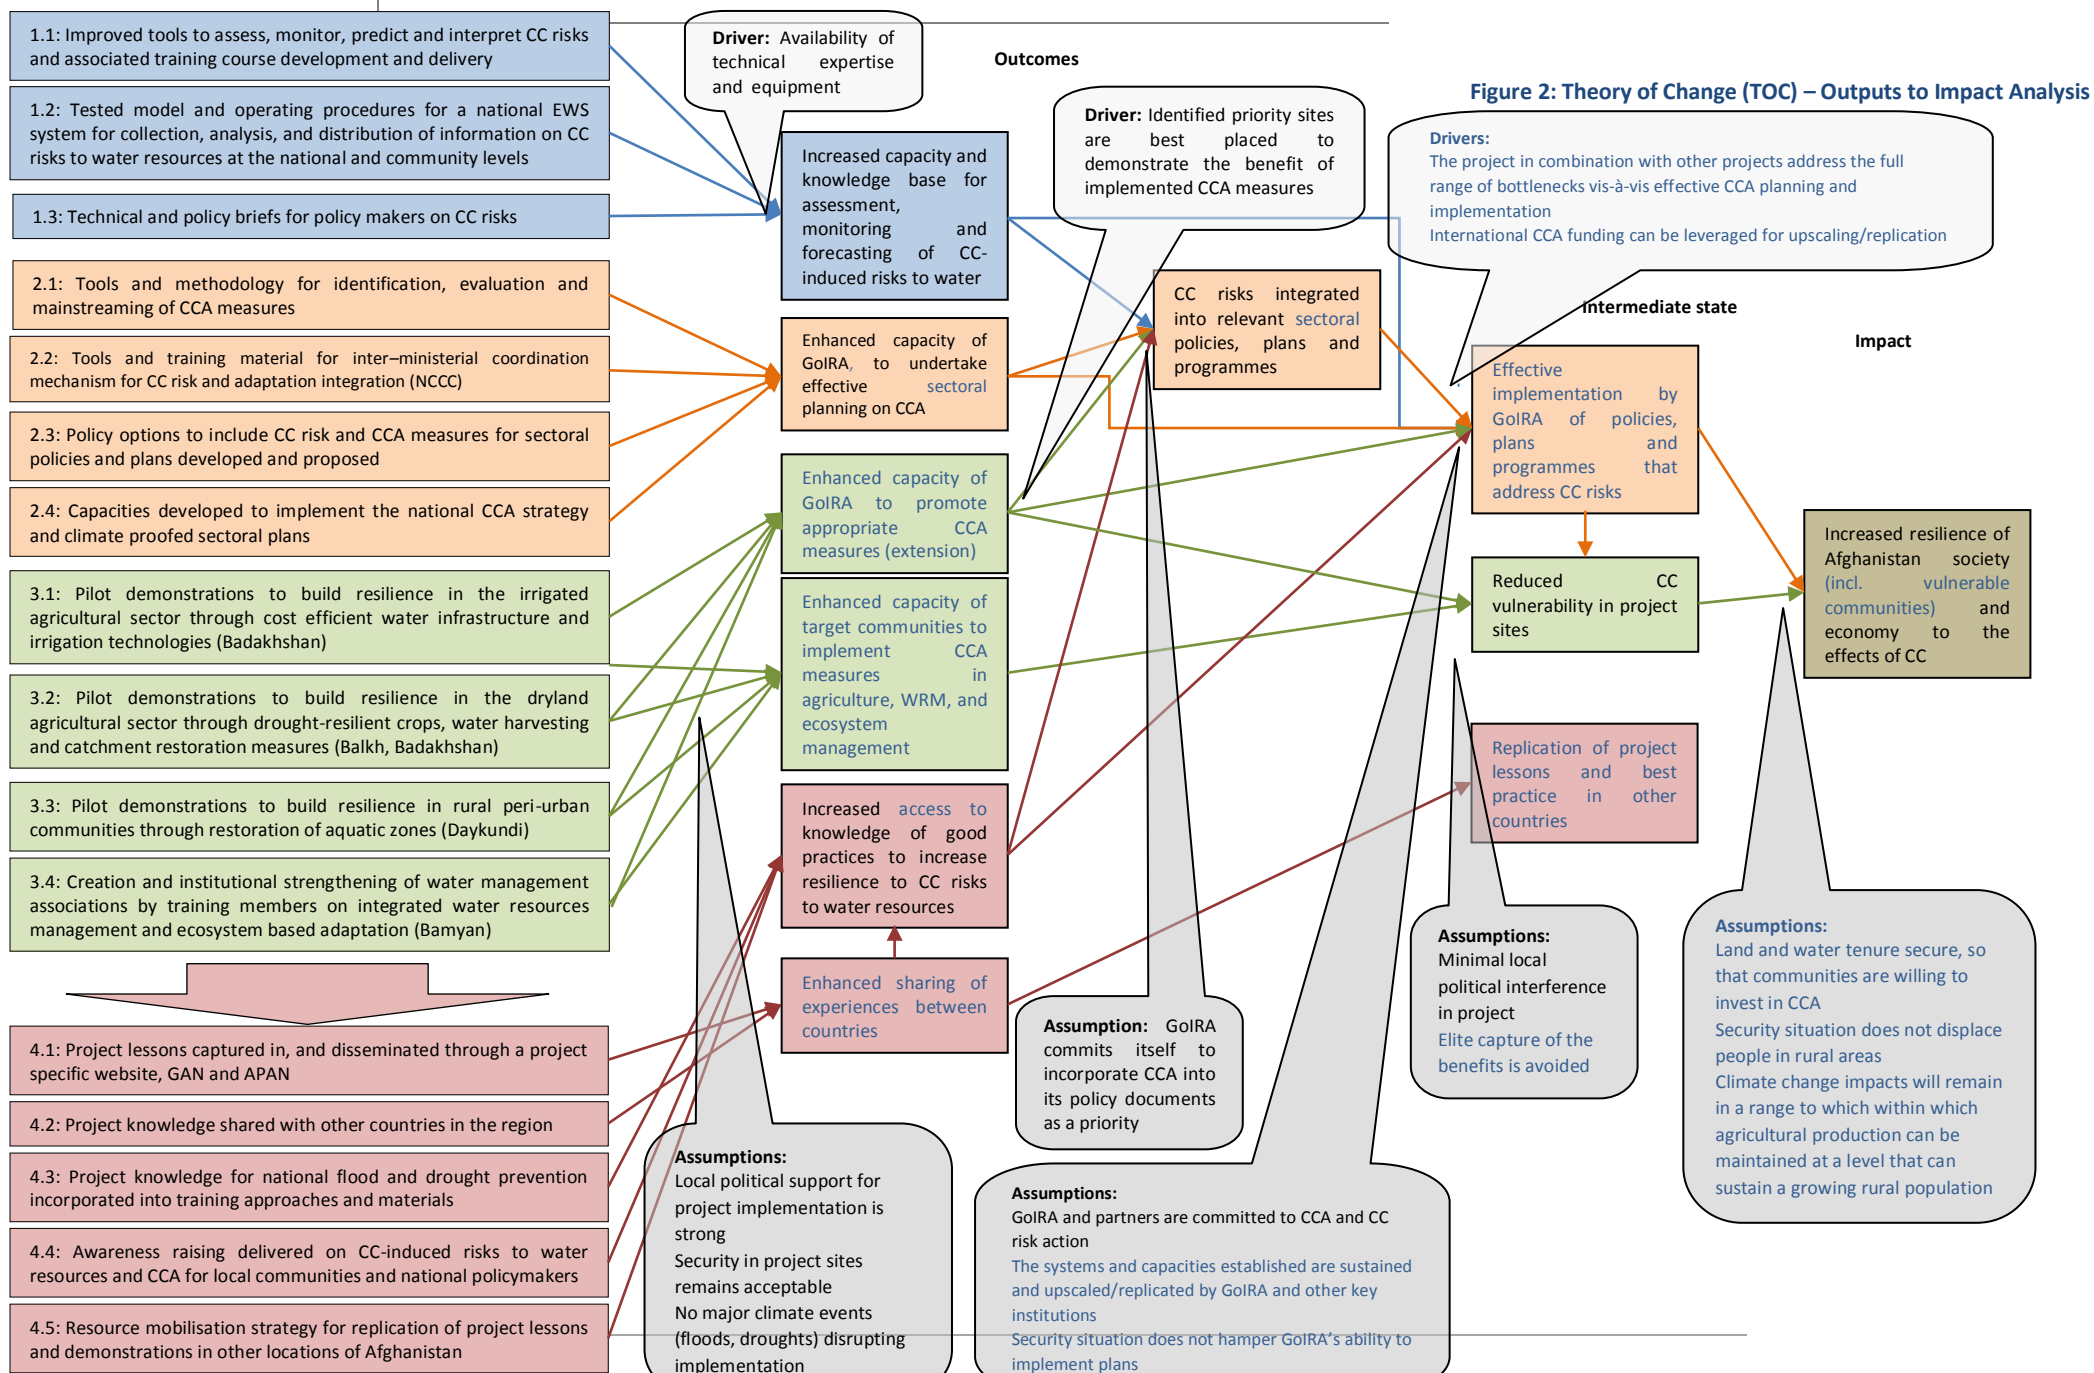 1.1: Improved tools to assess, monitor, predict and interpret CC risks
and associated training course development and delivery
1.2: Tested model and operating procedures for a national EWS
system for collection, analysis, and distribution of information on CC
risks to water resources at the national and community levels
1.3: Technical and policy briefs for policy makers on CC risks
2.1: Tools and methodology for identification, evaluation and
mainstreaming of CCA measures
2.2: Tools and training material for inter–ministerial coordination
mechanism for CC risk and adaptation integration (NCCC)
2.3: Policy options to include CC risk and CCA measures for sectoral
policies and plans developed and proposed
2.4: Capacities developed to implement the national CCA strategy
and climate proofed sectoral plans
3.1: Pilot demonstrations to build resilience in the irrigated
agricultural sector through cost efficient water infrastructure and
irrigation technologies (Badakhshan)
3.2: Pilot demonstrations to build resilience in the dryland
agricultural sector through drought-resilient crops, water harvesting
and catchment restoration measures (Balkh, Badakhshan)
3.3: Pilot demonstrations to build resilience in rural peri-urban
communities through restoration of aquatic zones (Daykundi)
3.4: Creation and institutional strengthening of water management
associations by training members on integrated water resources
management and ecosystem based adaptation (Bamyan)
4.1: Project lessons captured in, and disseminated through a project
specific website, GAN and APAN
4.2: Project knowledge shared with other countries in the region
4.3: Project knowledge for national flood and drought prevention
incorporated into training approaches and materials
4.4: Awareness raising delivered on CC-induced risks to water
resources and CCA for local communities and national policymakers
4.5: Resource mobilisation strategy for replication of project lessons
and demonstrations in other locations of Afghanistan
Driver: Availability of
technical expertise
and equipment
Outcomes
Increased capacity and
knowledge base for
assessment,
monitoring and
forecasting of CC-
induced risks to water
Enhanced capacity of
GoIRA, to undertake
effective sectoral
planning on CCA
Enhanced capacity of
GoIRA to promote
appropriate CCA
measures (extension)
Enhanced capacity of
target communities to
implement CCA
measures in
agriculture, WRM, and
ecosystem
management
Increased access to
knowledge of good
practices to increase
resilience to CC risks
to water resources
Enhanced sharing of
experiences between
countries
Assumptions:
Local political support for
project implementation is
strong
Security in project sites
remains acceptable
No major climate events
(floods, droughts) disrupting
implementation
Driver: Identified priority sites
are best placed to
demonstrate the benefit of
implemented CCA measures
CC risks integrated
into relevant sectoral
policies, plans and
programmes
Assumption: GoIRA
commits itself to
incorporate CCA into
its policy documents
as a priority
Assumptions:
GoIRA and partners are committed to CCA and CC
risk action
The systems and capacities established are sustained
and upscaled/replicated by GoIRA and other key
institutions
Security situation does not hamper GoIRA's ability to
implement plans
Figure 2: Theory of Change (TOC) – Outputs to Impact Analysis
Drivers:
The project in combination with other projects address the full
range of bottlenecks vis-à-vis effective CCA planning and
implementation
International CCA funding can be leveraged for upscaling/replication
Intermediate state
Effective
implementation by
GoIRA of policies,
plans and
programmes that
address CC risks
Reduced CC
vulnerability in project
sites
Replication of project
lessons and best
practice in other
countries
Assumptions:
Minimal local
political interference
in project
Elite capture of the
benefits is avoided
Impact
Increased resilience of
Afghanistan society
(incl. vulnerable
communities) and
economy to the
effects of CC
Assumptions:
Land and water tenure secure, so
that communities are willing to
invest in CCA
Security situation does not displace
people in rural areas
Climate change impacts will remain
in a range to which within which
agricultural production can be
maintained at a level that can
sustain a growing rural population